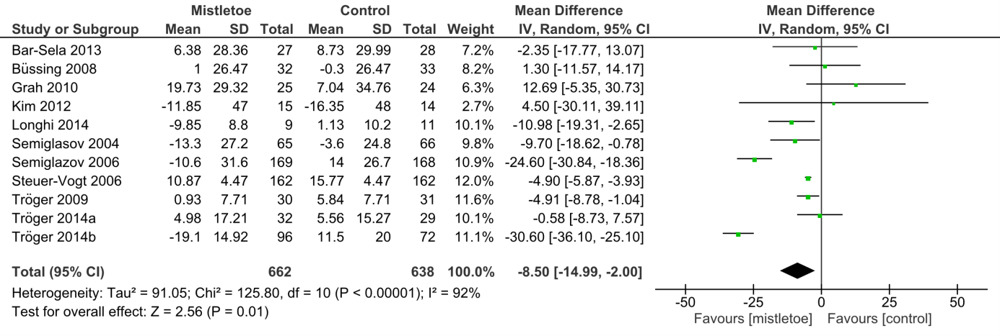 Mistletoe Control Mean Difference Mean Difference
Study or Subgroup Mean SD Total Mean SD Total Weight IV, Random, 95% CI IV, Random, 95% CI
Bar-Sela 2013 6.38 28.36 27 8.73 29.99 28 7.2% -2.35 [-17.77, 13.07]
Büssing 2008 1 26.47 32 -0.3 26.47 33 8.2% 1.30 [-11.57, 14.17]
Grah 2010 19.73 29.32 25 7.04 34.76 24 6.3% 12.69 [-5.35, 30.73]
Kim 2012 -11.85 47 15 -16.35 48 14 2.7% 4.50 [-30.11, 39.11]
Longhi 2014 -9.85 8.8 9 1.13 10.2 11 10.1% -10.98 [-19.31, -2.65]
Semiglasov 2004 -13.3 27.2 65 -3.6 24.8 66 9.8% -9.70 [-18.62, -0.78]
Semiglazov 2006 -10.6 31.6 169 14 26.7 168 10.9% -24.60 [-30.84, -18.36]
Steuer-Vogt 2006 10.87 4.47 162 15.77 4.47 162 12.0% -4.90 [-5.87, -3.93]
Tröger 2009 0.93 7.71 30 5.84 7.71 31 11.6% -4.91 [-8.78, -1.04]
Tröger 2014a 4.98 17.21 32 5.56 15.27 29 10.1% -0.58 [-8.73, 7.57]
Tröger 2014b -19.1 14.92 96 11.5 20 72 11.1% -30.60 [-36.10, -25.10]
Total (95% CI) 662 638 100.0% -8.50 [-14.99, -2.00]
Heterogeneity: Tau² = 91.05; Chi² = 125.80, df = 10 (P < 0.00001); I² = 92%
Test for overall effect: Z = 2.56 (P = 0.01)
-50 -25 0 25 50
Favours [mistletoe] Favours [control]